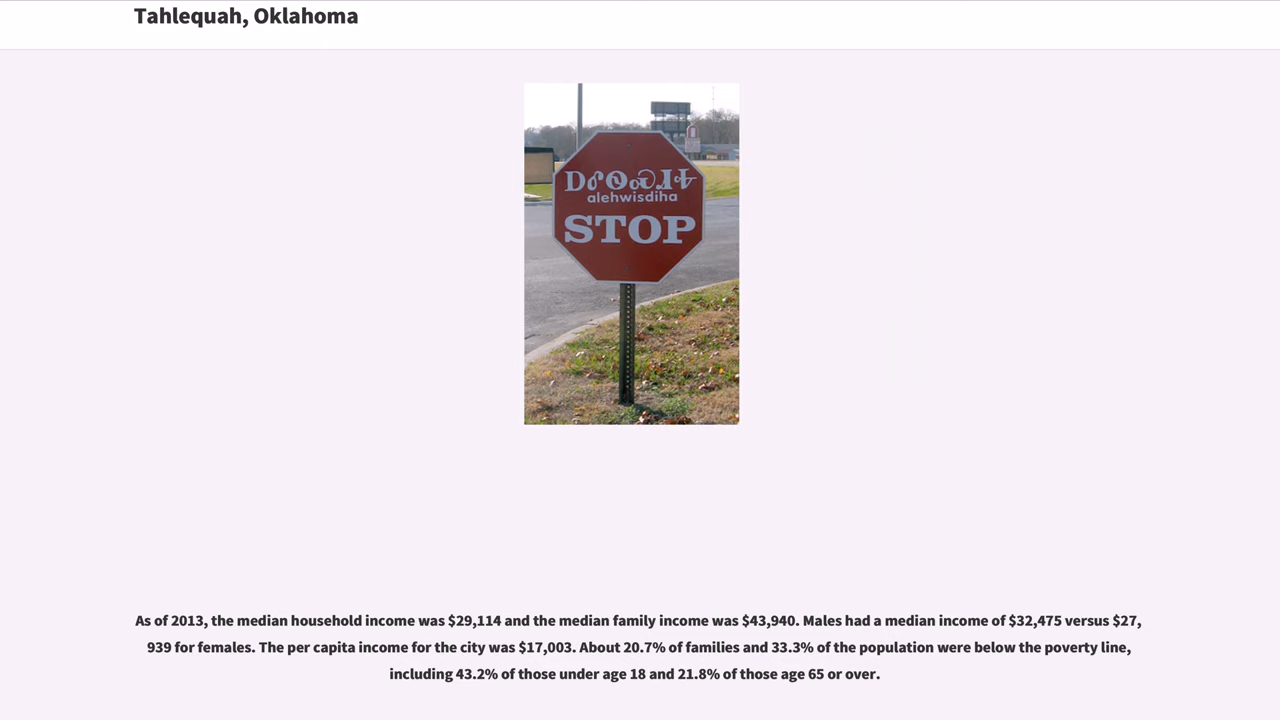 Tahlequah, Oklahoma
ᎠᎴᏫᏍᏗᎭ
alehwisdiha
STOP
As of 2013, the median household income was $29,114 and the median family income was $43,940. Males had a median income of $32,475 versus $27,
939 for females. The per capita income for the city was $17,003. About 20.7% of families and 33.3% of the population were below the poverty line,
including 43.2% of those under age 18 and 21.8% of those age 65 or over.